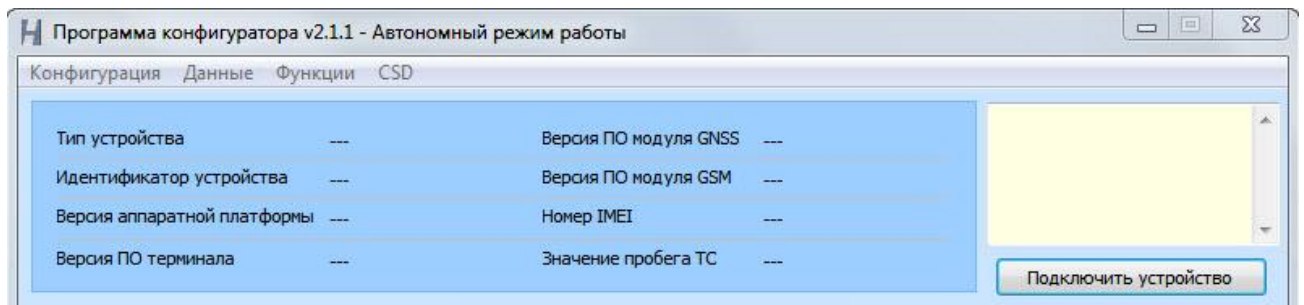 Программа конфигуратора v2.1.1 - Автономный режим работы
Конфигурация Данные Функции CSD
Тип устройства --- Версия ПО модуля GNSS ---
Идентификатор устройства --- Версия ПО модуля GSM ---
Версия аппаратной платформы --- Номер IMEI ---
Версия ПО терминала --- Значение пробега ТС ---
Подключить устройство